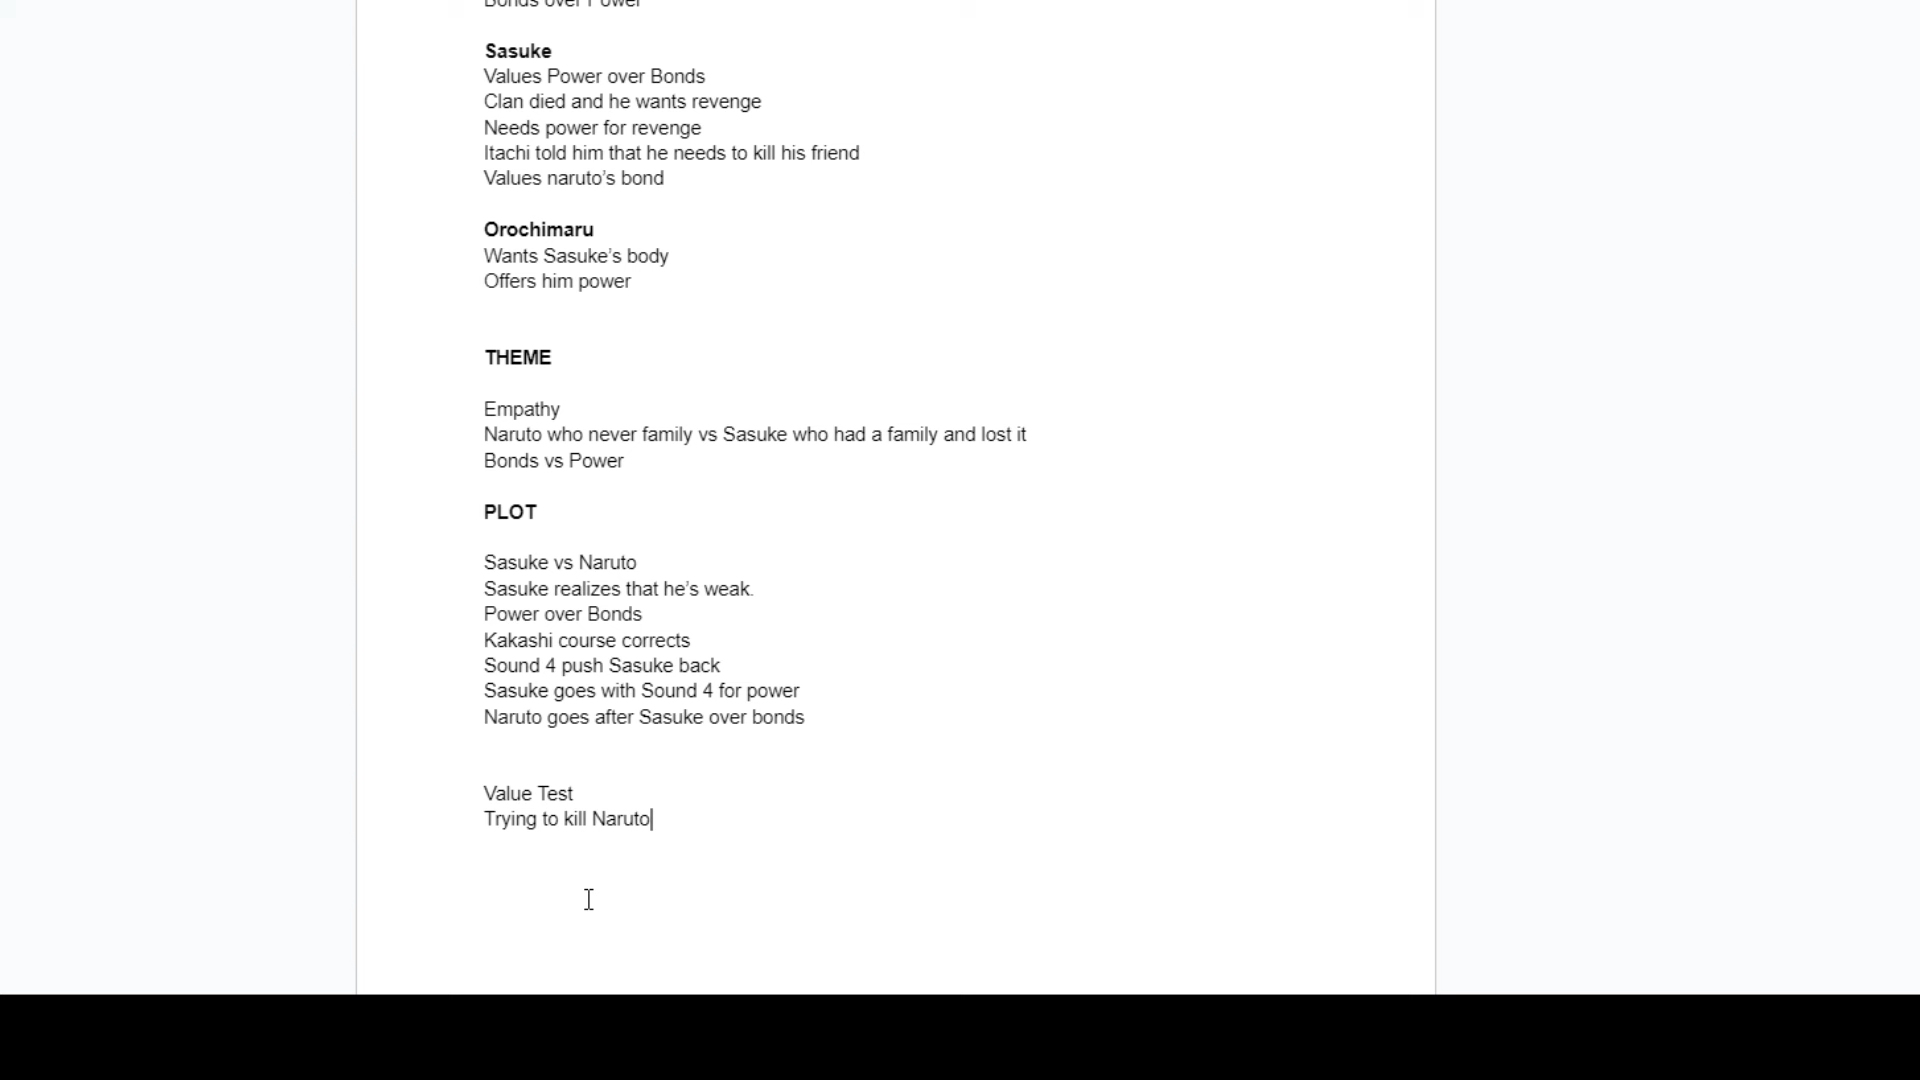 Bonds over Power
Sasuke
Values Power over Bonds
Clan died and he wants revenge
Needs power for revenge
Itachi told him that he needs to kill his friend
Values naruto’s bond
Orochimaru
Wants Sasuke’s body
Offers him power
THEME
Empathy
Naruto who never family vs Sasuke who had a family and lost it
Bonds vs Power
PLOT
Sasuke vs Naruto
Sasuke realizes that he’s weak.
Power over Bonds
Kakashi course corrects
Sound 4 push Sasuke back
Sasuke goes with Sound 4 for power
Naruto goes after Sasuke over bonds
Value Test
Trying to kill Naruto